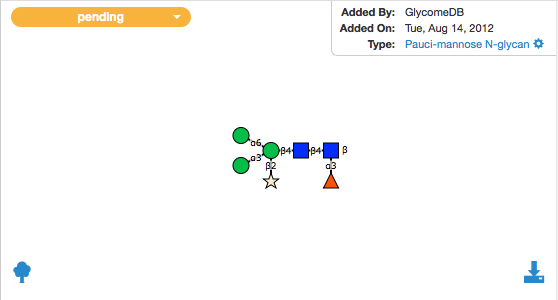 pending
Added By: GlycomeDB
Added On: Tue, Aug 14, 2012
Type: Pauci-mannose N-glycan
α6
β4 β4 β
α3
β2 α3